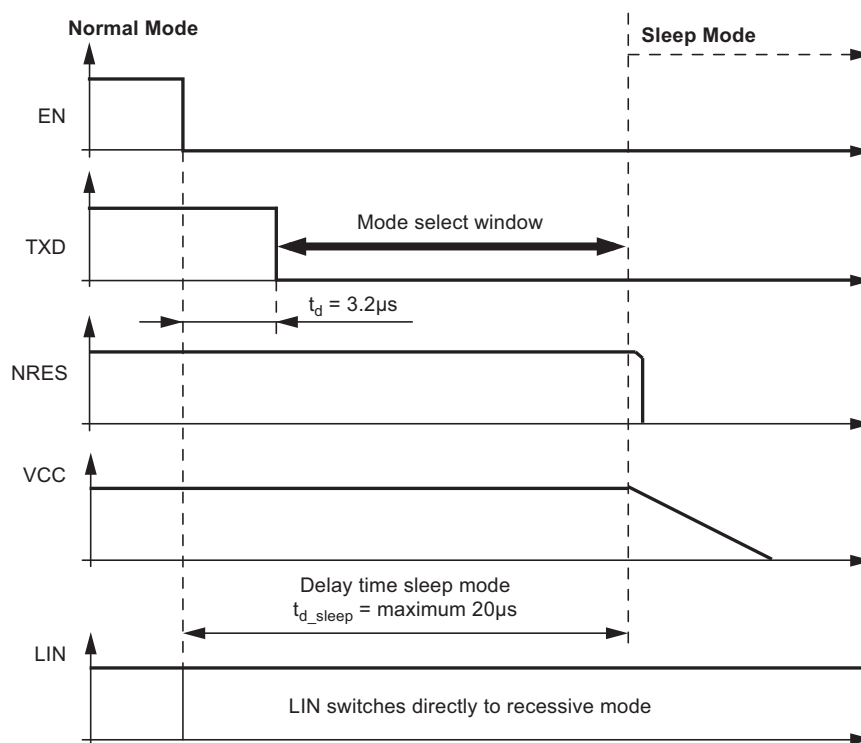 Normal Mode
Sleep Mode
EN
TXD
Mode select window
t_d = 3.2µs
NRES
VCC
Delay time sleep mode
t_d_sleep = maximum 20µs
LIN
LIN switches directly to recessive mode